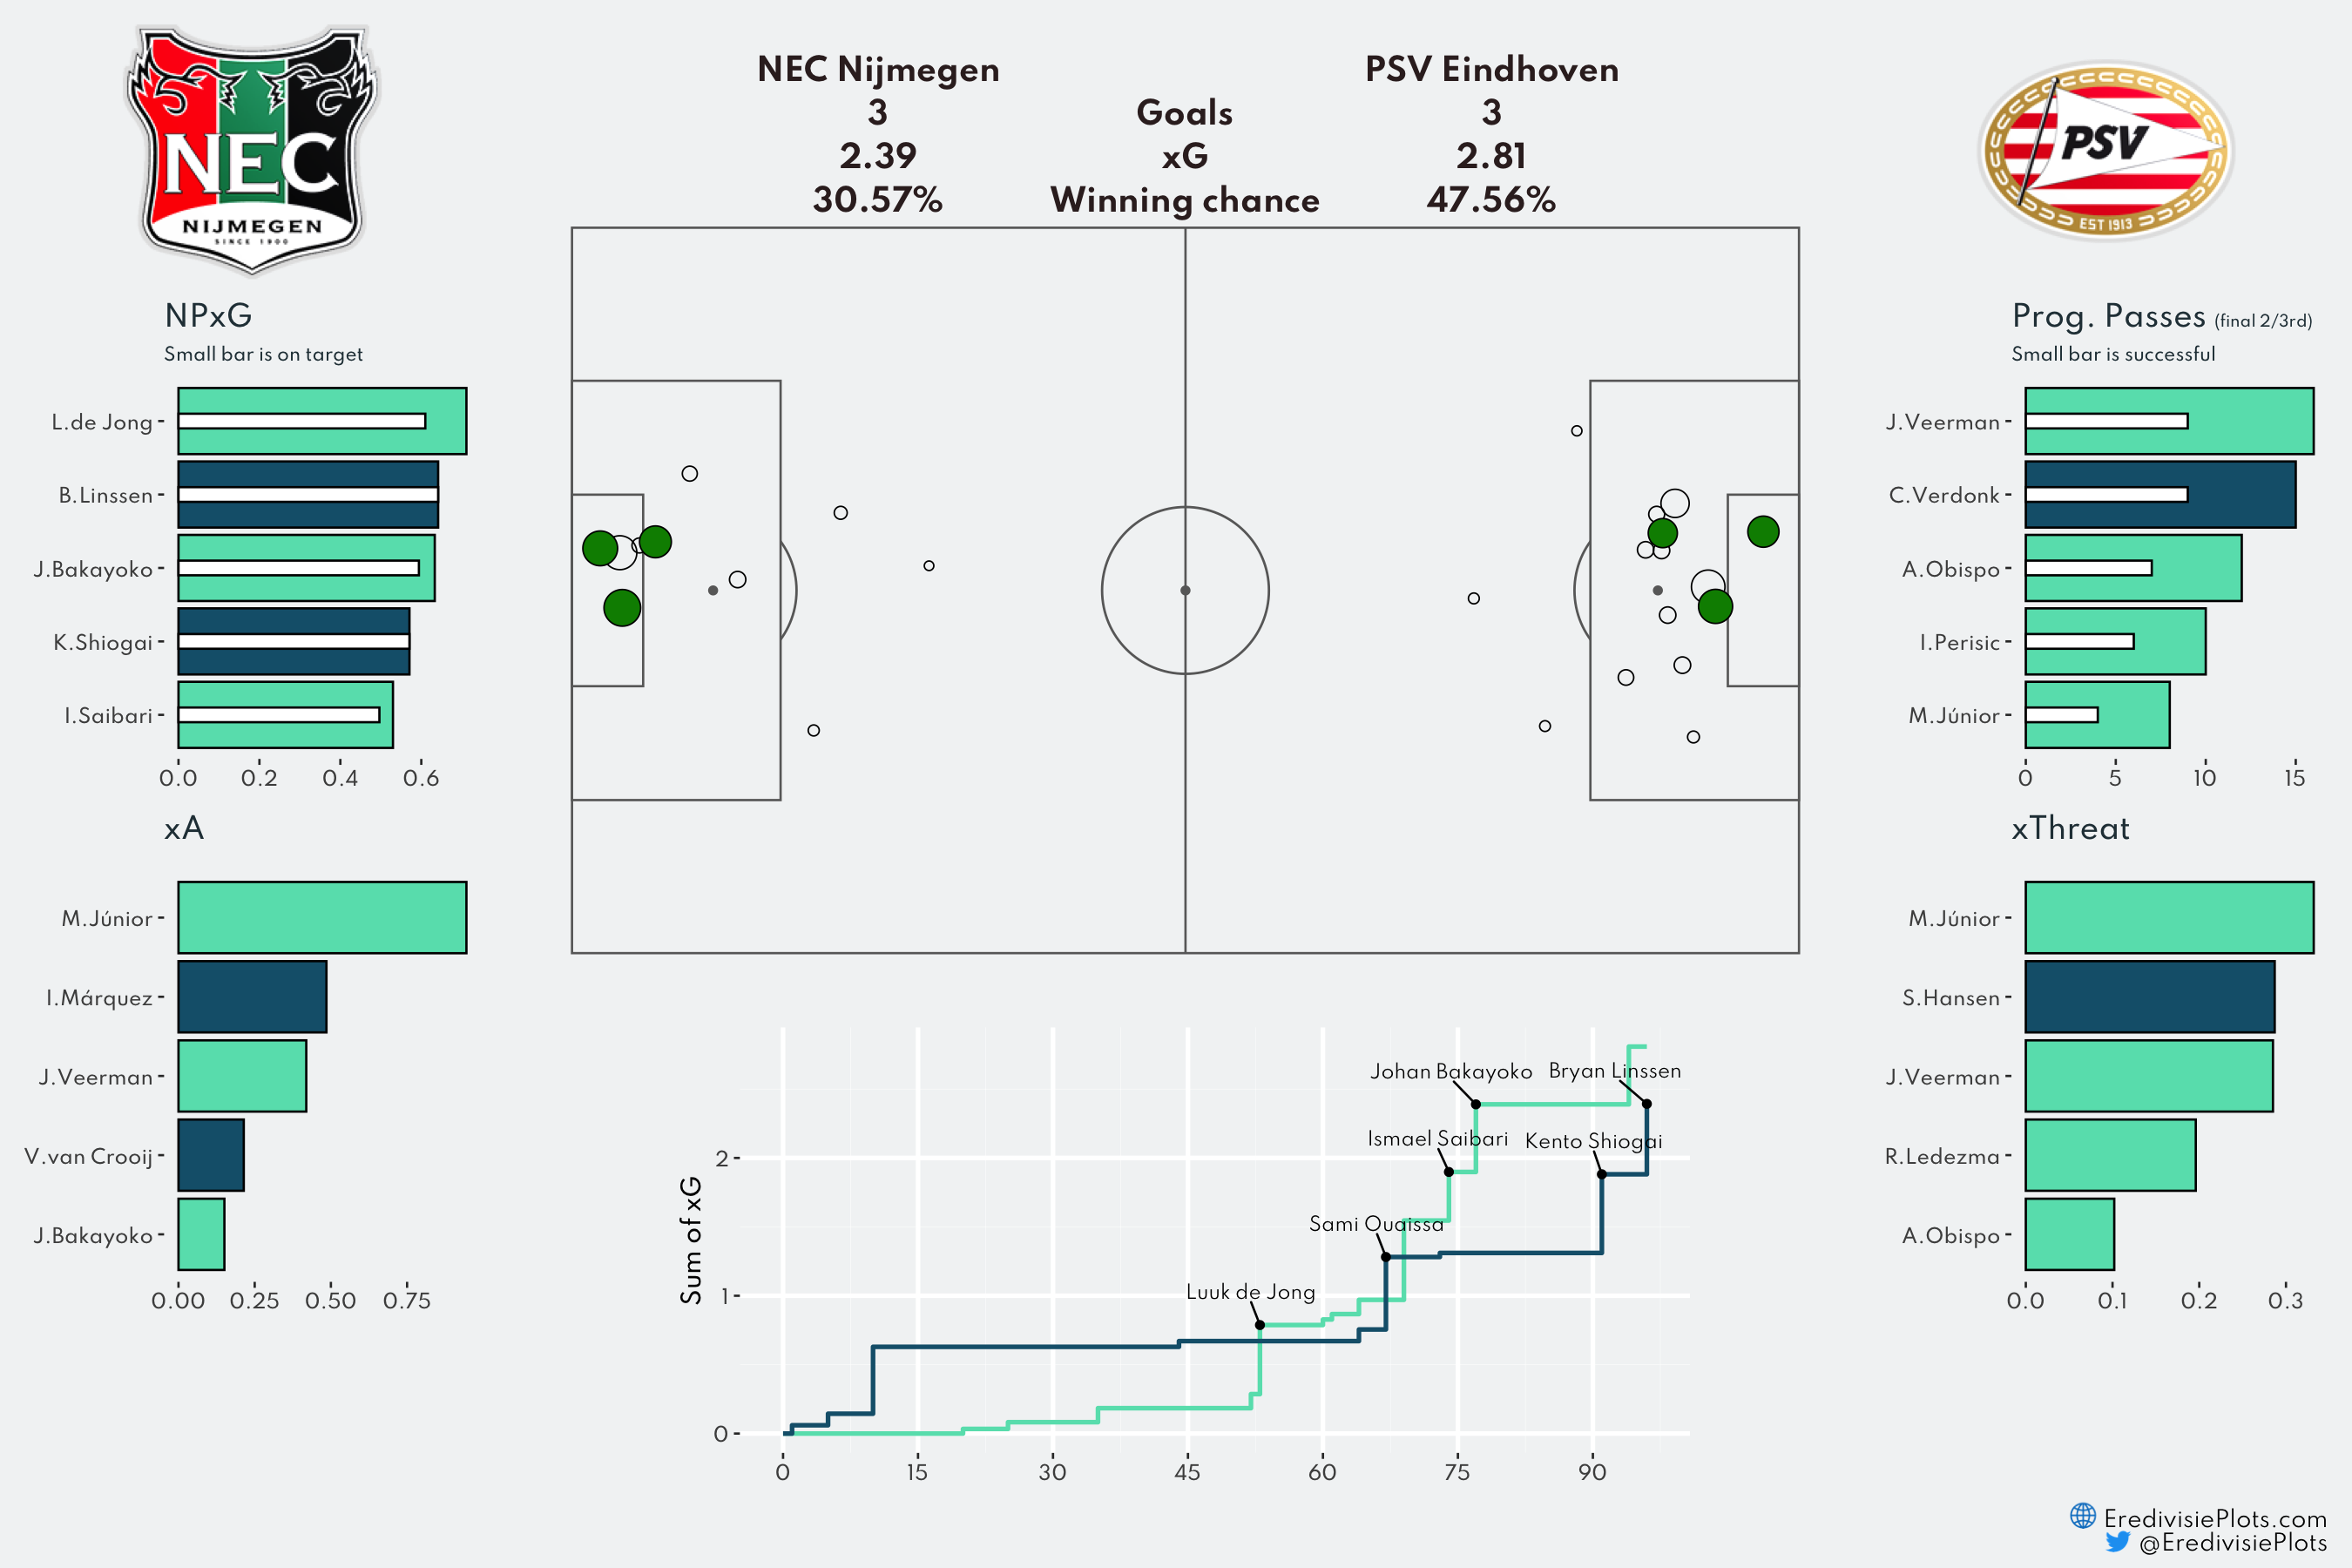 NEC
NIJMEGEN
SINCE 1900
NEC Nijmegen PSV Eindhoven
3 Goals 3
2.39 xG 2.81
30.57% Winning chance 47.56%
PSV
EST 1913
NPxG
Small bar is on target
L.de Jong
B.Linssen
J.Bakayoko
K.Shiogai
I.Saibari
0.0 0.2 0.4 0.6
xA
M.Júnior
I.Márquez
J.Veerman
V.van Crooij
J.Bakayoko
0.00 0.25 0.50 0.75
Johan Bakayoko Bryan Linssen
Ismael Saibari Kento Shiogai
Sami Ouaissa
Luuk de Jong
Sum of xG
2
1
0
0 15 30 45 60 75 90
Prog. Passes (final 2/3rd)
Small bar is successful
J.Veerman
C.Verdonk
A.Obispo
I.Perisic
M.Júnior
0 5 10 15
xThreat
M.Júnior
S.Hansen
J.Veerman
R.Ledezma
A.Obispo
0.0 0.1 0.2 0.3
EredivisiePlots.com
@EredivisiePlots